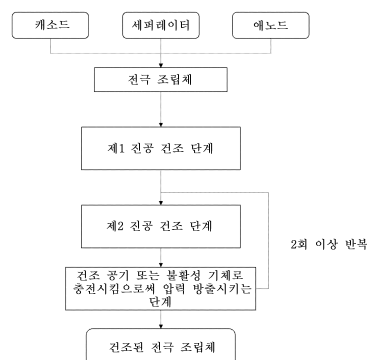 캐소드
세퍼레이터
애노드
전극 조립체
제1 진공 건조 단계
제2 진공 건조 단계
2회 이상 반복
건조 공기 또는 불활성 기체로
충전시킴으로써 압력 방출시키는
단계
건조된 전극 조립체